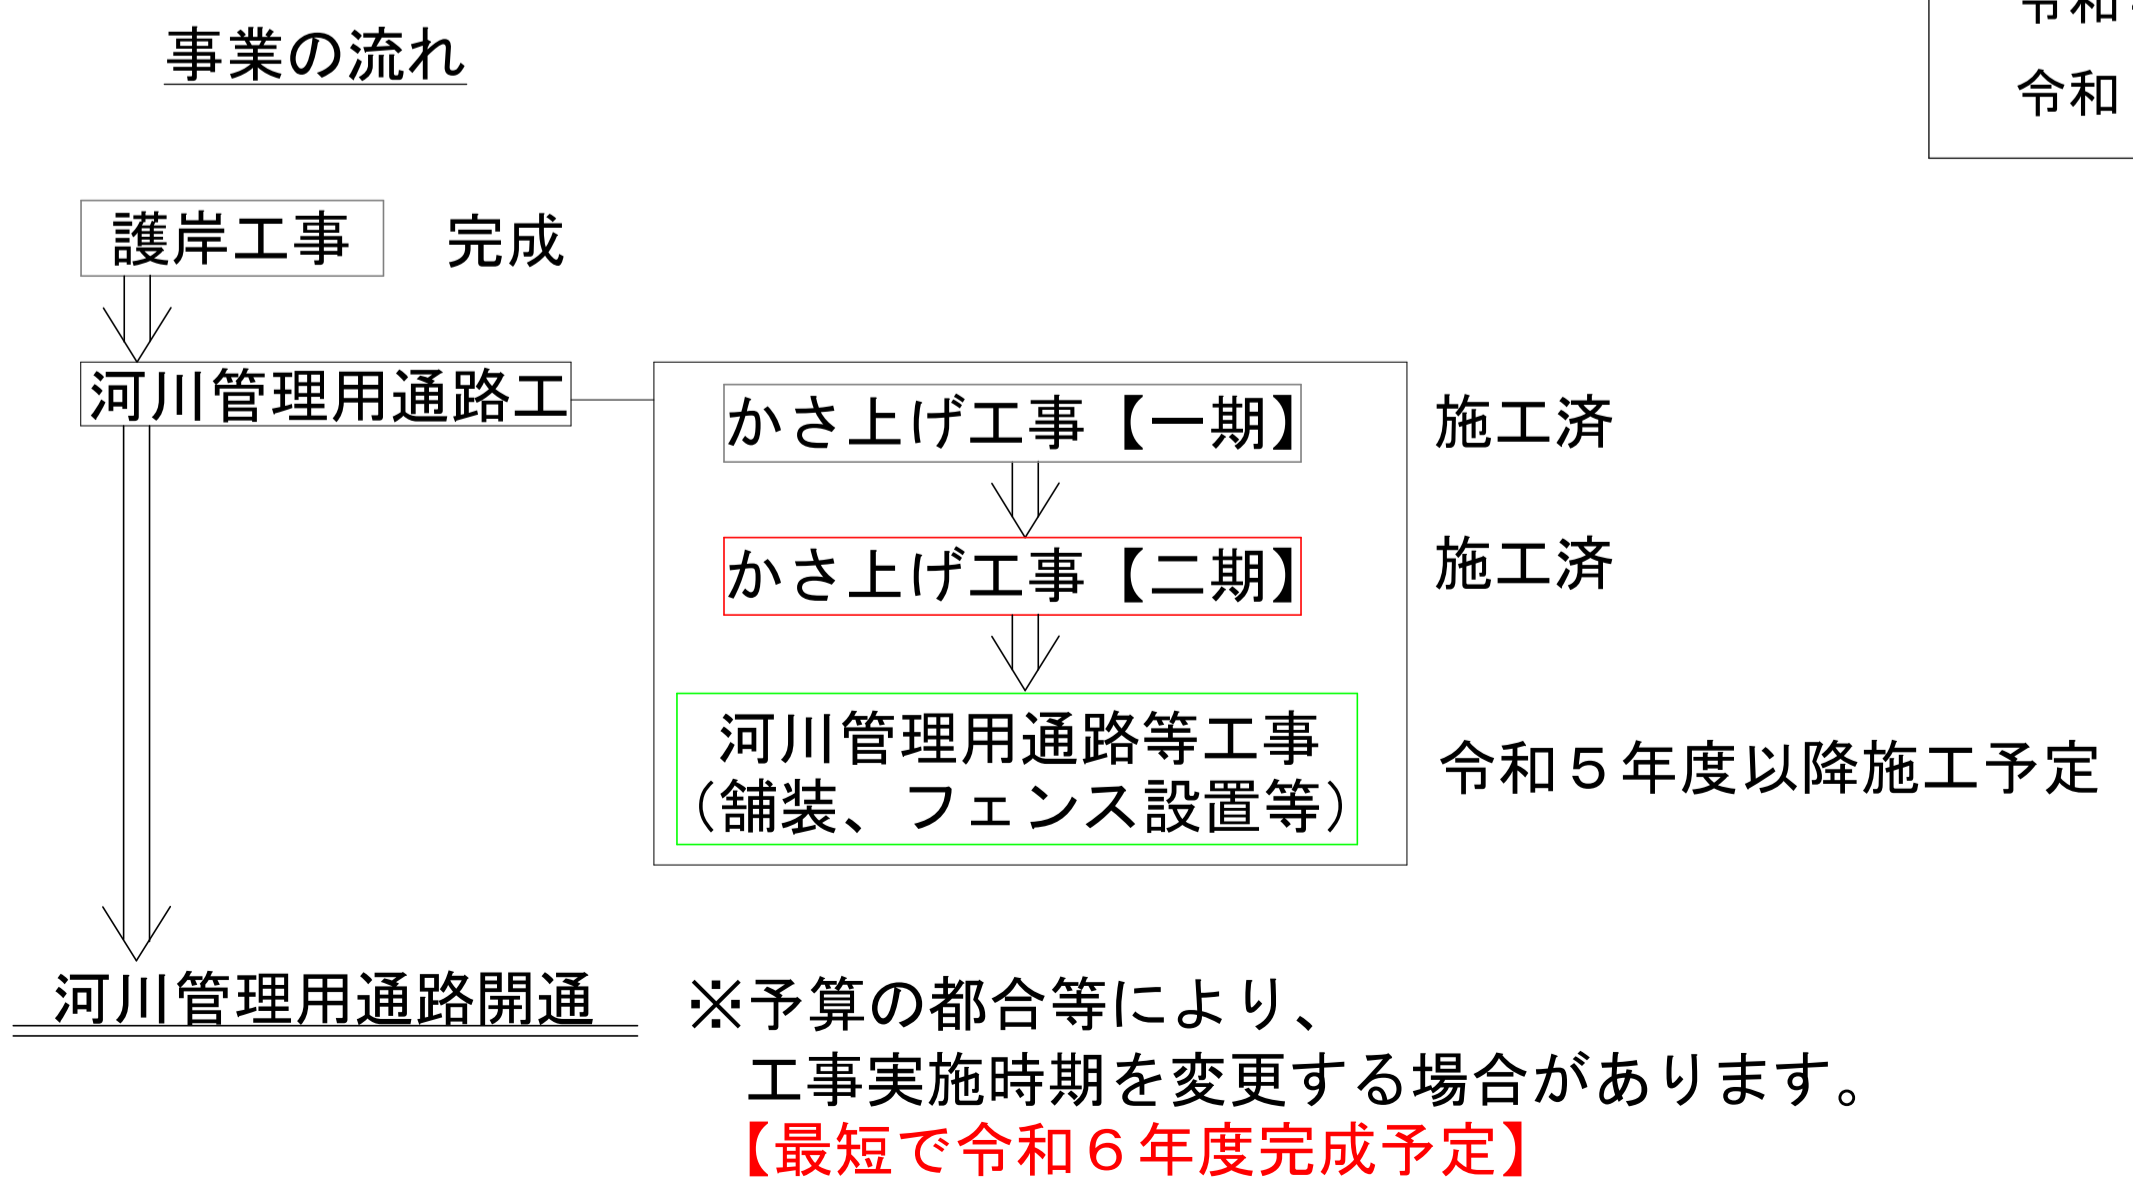 事業の流れ
令和
令和
護岸工事
完成
河川管理用通路工
かさ上げ工事【一期】
施工済
かさ上げ工事【二期】
施工済
河川管理用通路等工事
（舗装、フェンス設置等）
令和５年度以降施工予定
河川管理用通路開通
※予算の都合等により、
工事実施時期を変更する場合があります。
【最短で令和６年度完成予定】